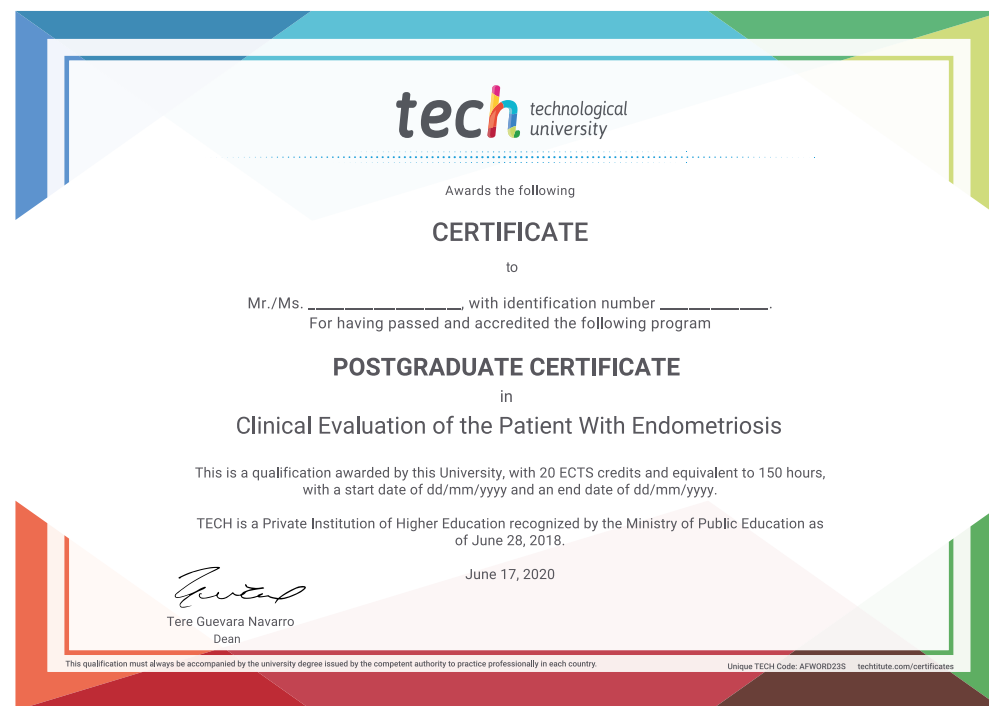 tech technological
university
Awards the following
CERTIFICATE
to
Mr./Ms. ____________________, with identification number ______________.
For having passed and accredited the following program
POSTGRADUATE CERTIFICATE
in
Clinical Evaluation of the Patient With Endometriosis
This is a qualification awarded by this University, with 20 ECTS credits and equivalent to 150 hours,
with a start date of dd/mm/yyyy and an end date of dd/mm/yyyy.
TECH is a Private Institution of Higher Education recognized by the Ministry of Public Education as
of June 28, 2018.
June 17, 2020
Tere Guevara Navarro
Dean
This qualification must always be accompanied by the university degree issued by the competent authority to practice professionally in each country.
Unique TECH Code: AFWORD23S techtitute.com/certificates